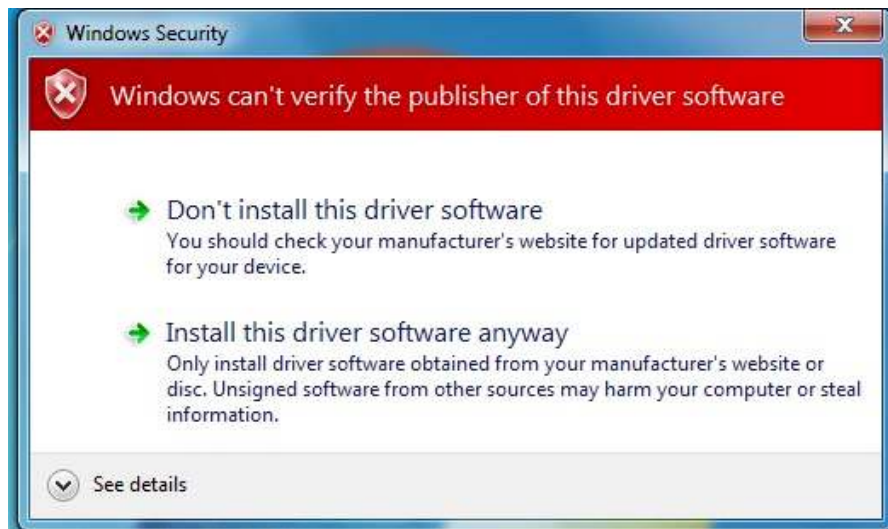 Windows Security
Windows can't verify the publisher of this driver software
Don't install this driver software
You should check your manufacturer's website for updated driver software
for your device.
Install this driver software anyway
Only install driver software obtained from your manufacturer's website or
disc. Unsigned software from other sources may harm your computer or steal
information.
See details